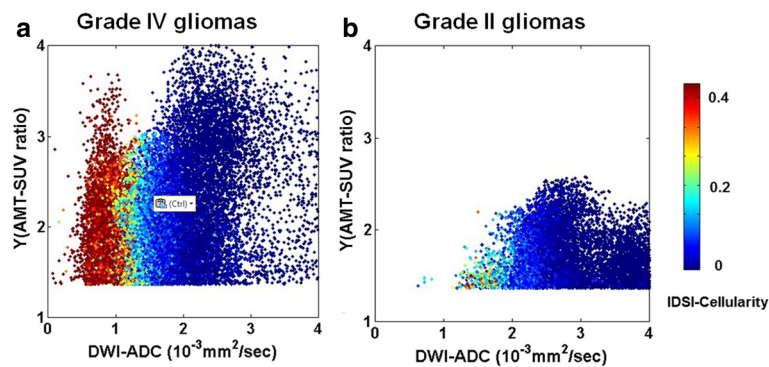 a
Grade IV gliomas
b
Grade II gliomas
Y(AMT-SUV ratio)
4
3
2
1
(Ctrl)
0
1
2
3
4
DWI-ADC (10⁻³mm²/sec)
Y(AMT-SUV ratio)
4
3
2
1
0
1
2
3
4
DWI-ADC (10⁻³mm²/sec)
0.4
0.2
0
IDSI-Cellularity